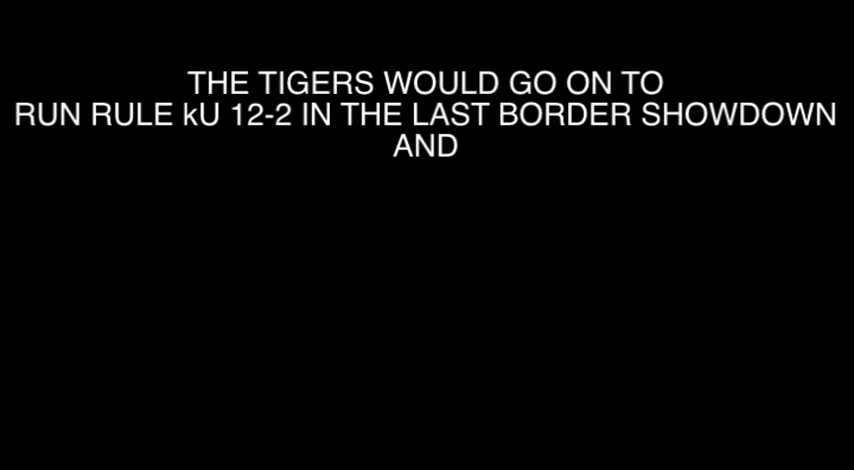 THE TIGERS WOULD GO ON TO
RUN RULE kU 12-2 IN THE LAST BORDER SHOWDOWN
AND